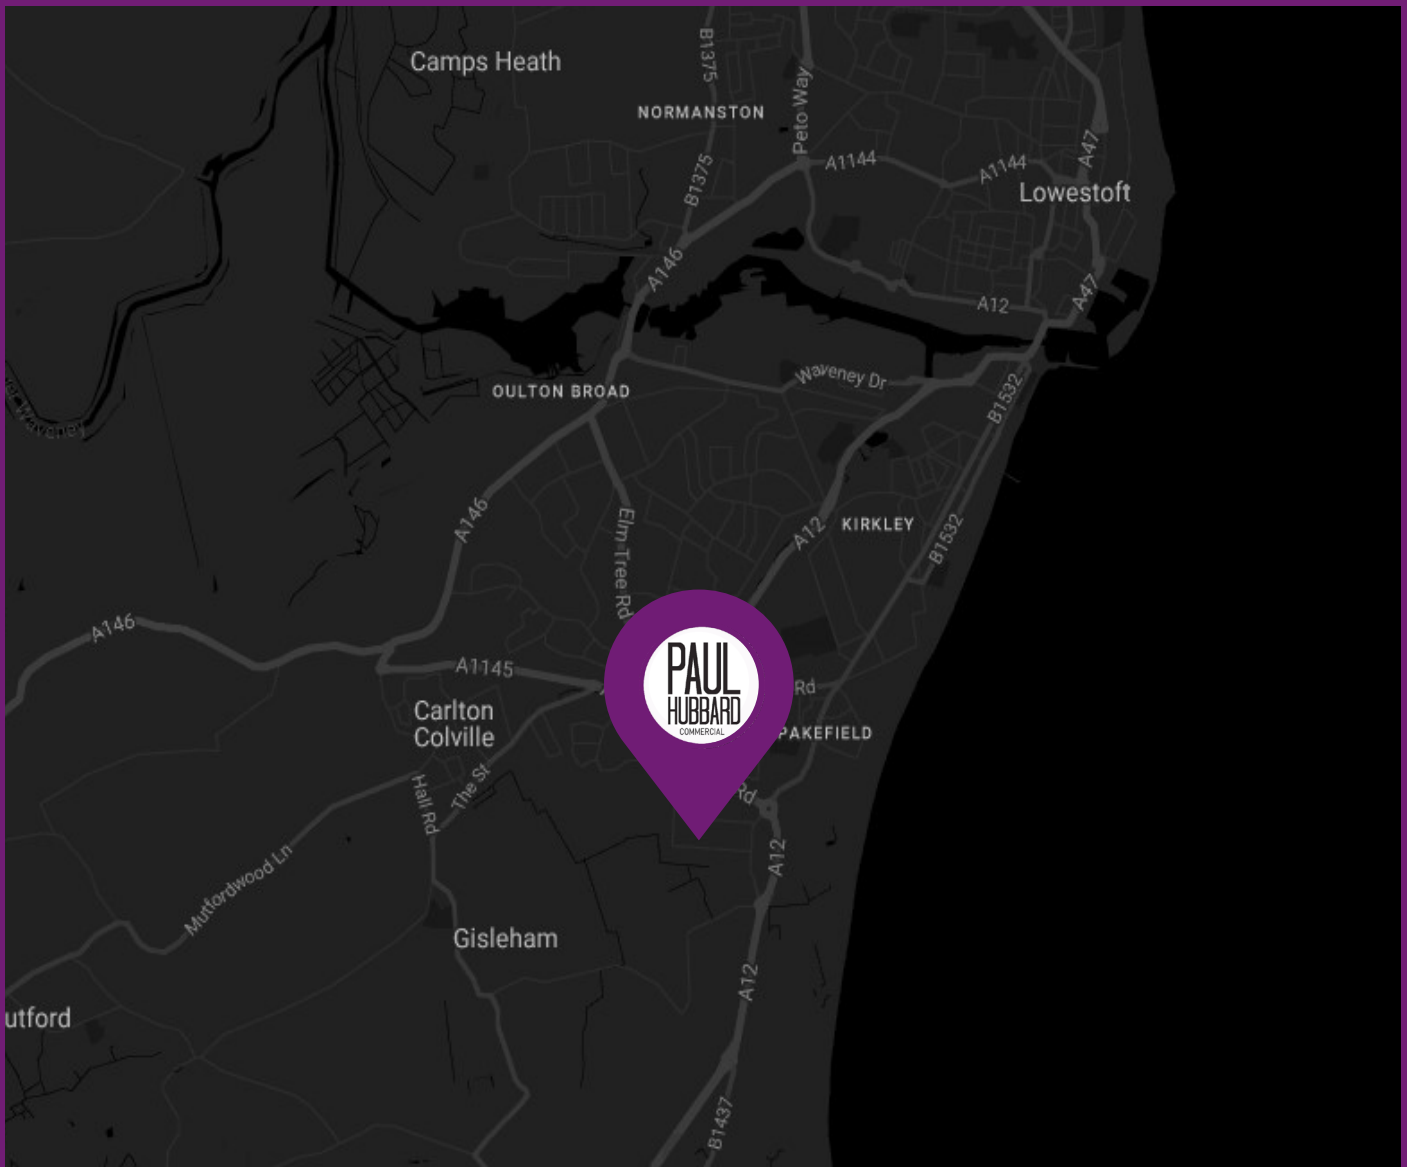 Camps Heath
B1375
NORMANSTON
Peto Way
A1144
A1144
A47
B1375
Lowestoft
A146
A47
A12
Waveney Dr
OULTON BROAD
B1532
Waveney
A146
Elm Tree Rd
A12
KIRKLEY
B1532
A146
A1145
PAUL
HUBBARD
COMMERCIAL
Rd
Carlton
Colville
PAKEFIELD
The St
Hall Rd
Rd
A12
Mutfordwood Ln
Gisleham
A12
utford
B1437